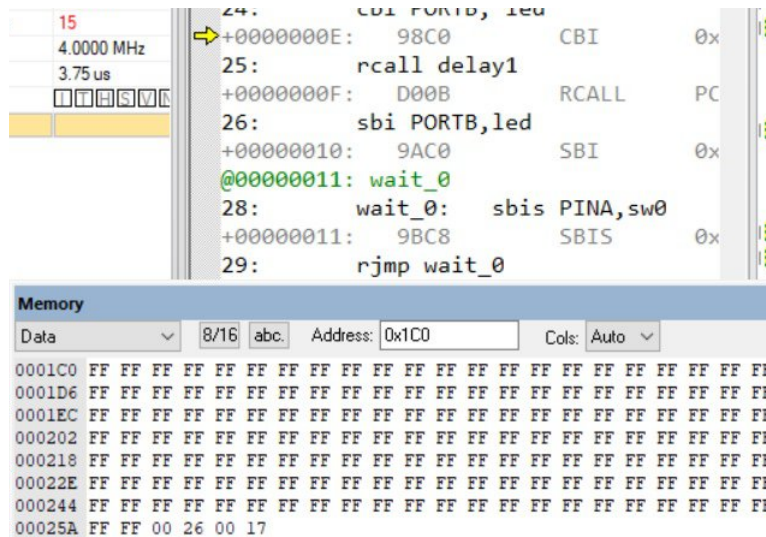 15
4.0000 MHz
3.75 us
I T H S V N
24: cbi PORTB, led
+0000000E: 98C0 CBI 0x
25: rcall delay1
+0000000F: D00B RCALL PC
26: sbi PORTB,led
+00000010: 9AC0 SBI 0x
@00000011: wait_0
28: wait_0: sbis PINA,sw0
+00000011: 9BC8 SBIS 0x
29: rjmp wait_0
Memory
Data 8/16 abc. Address: 0x1C0 Cols: Auto
0001C0 FF FF FF FF FF FF FF FF FF FF FF FF FF FF FF FF FF FF FF FF FF FF
0001D6 FF FF FF FF FF FF FF FF FF FF FF FF FF FF FF FF FF FF FF FF FF FF
0001EC FF FF FF FF FF FF FF FF FF FF FF FF FF FF FF FF FF FF FF FF FF FF
000202 FF FF FF FF FF FF FF FF FF FF FF FF FF FF FF FF FF FF FF FF FF FF
000218 FF FF FF FF FF FF FF FF FF FF FF FF FF FF FF FF FF FF FF FF FF FF
00022E FF FF FF FF FF FF FF FF FF FF FF FF FF FF FF FF FF FF FF FF FF FF
000244 FF FF FF FF FF FF FF FF FF FF FF FF FF FF FF FF FF FF FF FF FF FF
00025A FF FF 00 26 00 17